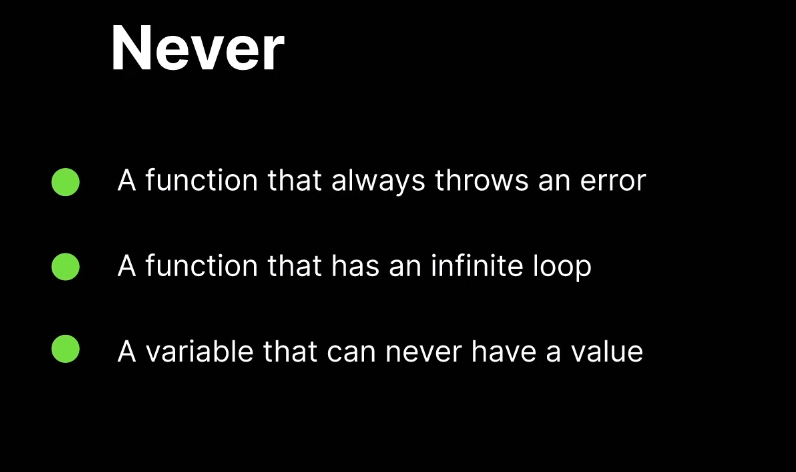 Never
A function that always throws an error
A function that has an infinite loop
A variable that can never have a value